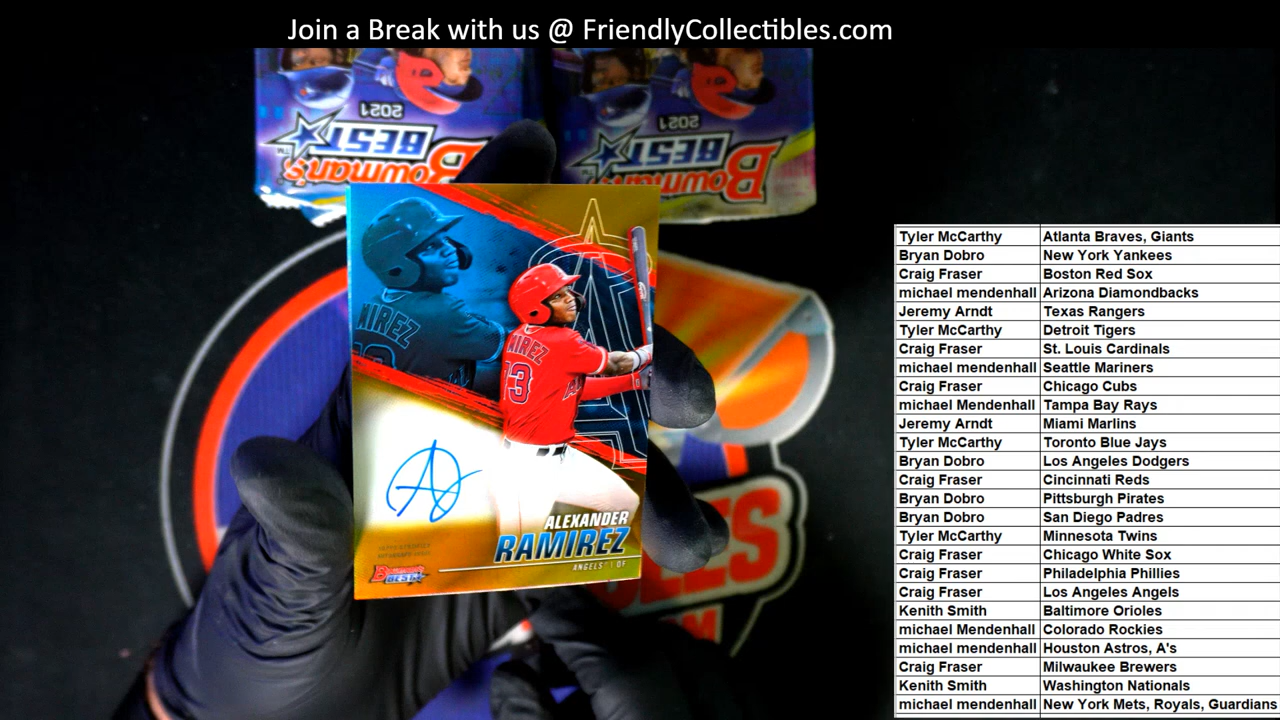 Join a Break with us @ FriendlyCollectibles.com
2021
BOWMAN'S
BEST
2021
BOWMAN'S
BEST
MIREZ
MIREZ
13
ALEXANDER
RAMIREZ
ANGELS | OF
BOWMAN'S
BEST
Tyler McCarthy Atlanta Braves, Giants
Bryan Dobro New York Yankees
Craig Fraser Boston Red Sox
michael mendenhall Arizona Diamondbacks
Jeremy Arndt Texas Rangers
Tyler McCarthy Detroit Tigers
Craig Fraser St. Louis Cardinals
michael mendenhall Seattle Mariners
Craig Fraser Chicago Cubs
michael Mendenhall Tampa Bay Rays
Jeremy Arndt Miami Marlins
Tyler McCarthy Toronto Blue Jays
Bryan Dobro Los Angeles Dodgers
Craig Fraser Cincinnati Reds
Bryan Dobro Pittsburgh Pirates
Bryan Dobro San Diego Padres
Tyler McCarthy Minnesota Twins
Craig Fraser Chicago White Sox
Craig Fraser Philadelphia Phillies
Craig Fraser Los Angeles Angels
Kenith Smith Baltimore Orioles
michael Mendenhall Colorado Rockies
michael mendenhall Houston Astros, A's
Craig Fraser Milwaukee Brewers
Kenith Smith Washington Nationals
michael mendenhall New York Mets, Royals, Guardians